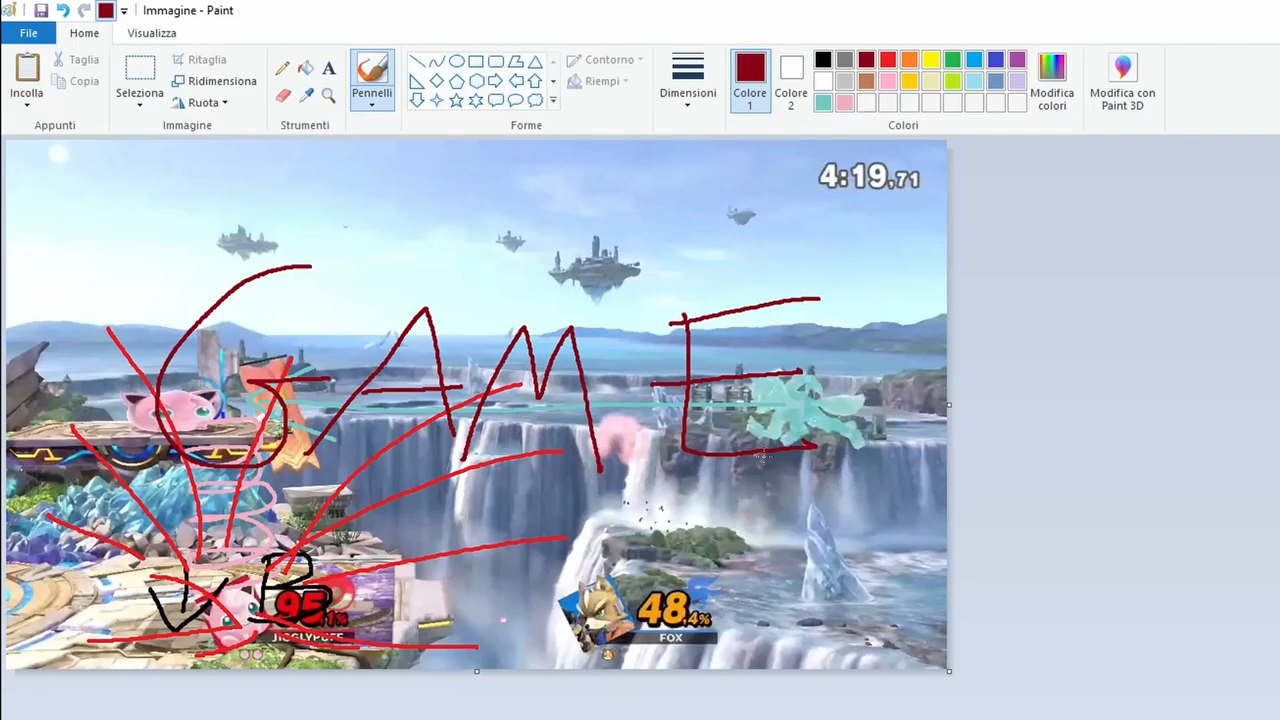 Immagine - Paint
File Home Visualizza
Incolla
Taglia
Copia
Appunti
Seleziona
Ritaglia
Ridimensiona
Ruota
Immagine
A
Strumenti
Pennelli
Contorno
Riempi
Forme
Dimensioni
Colore 1
Colore 2
Modifica colori
Colori
Modifica con Paint 3D
4:19,71
GAME
B
95,1%
JIGGLYPUFF
48,4%
FOX